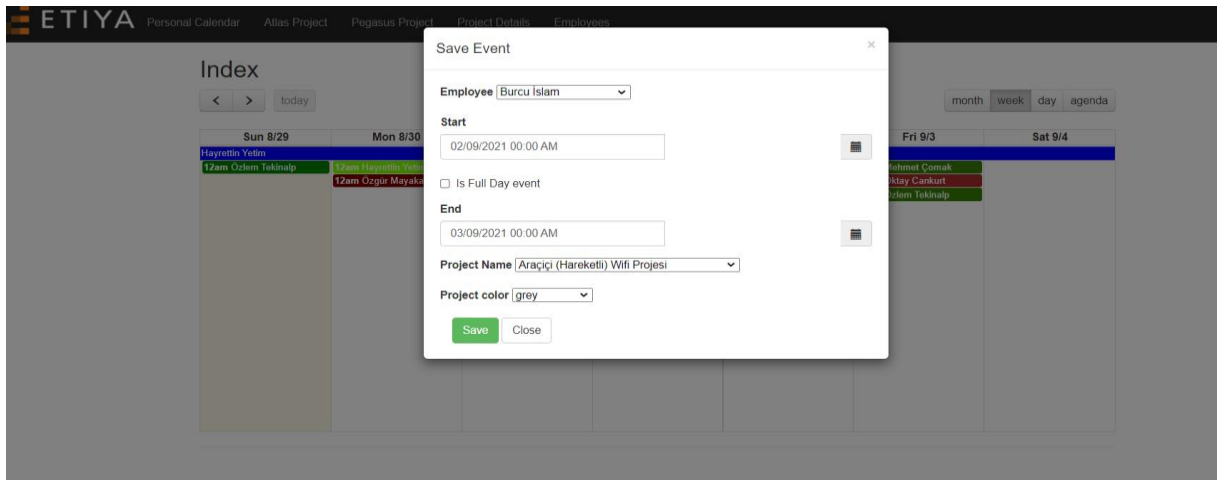 ETIYA Personal Calendar Atlas Project Pegasus Project Project Details Employees
Save Event ×
Index
Employee Burcu İslam
< > today month week day agenda
Start
Sun 8/29 Mon 8/30 Fri 9/3 Sat 9/4
02/09/2021 00:00 AM
Hayrettin Yetim
12am Özlem Tekinalp 12am Hayrettin Mehmet Çomak
12am Özgür Oktay Cankurt
Is Full Day event
Özlem Tekinalp
End
03/09/2021 00:00 AM
Project Name Araçiçi (Hareketli) Wifi Projesi
Project color grey
Save Close